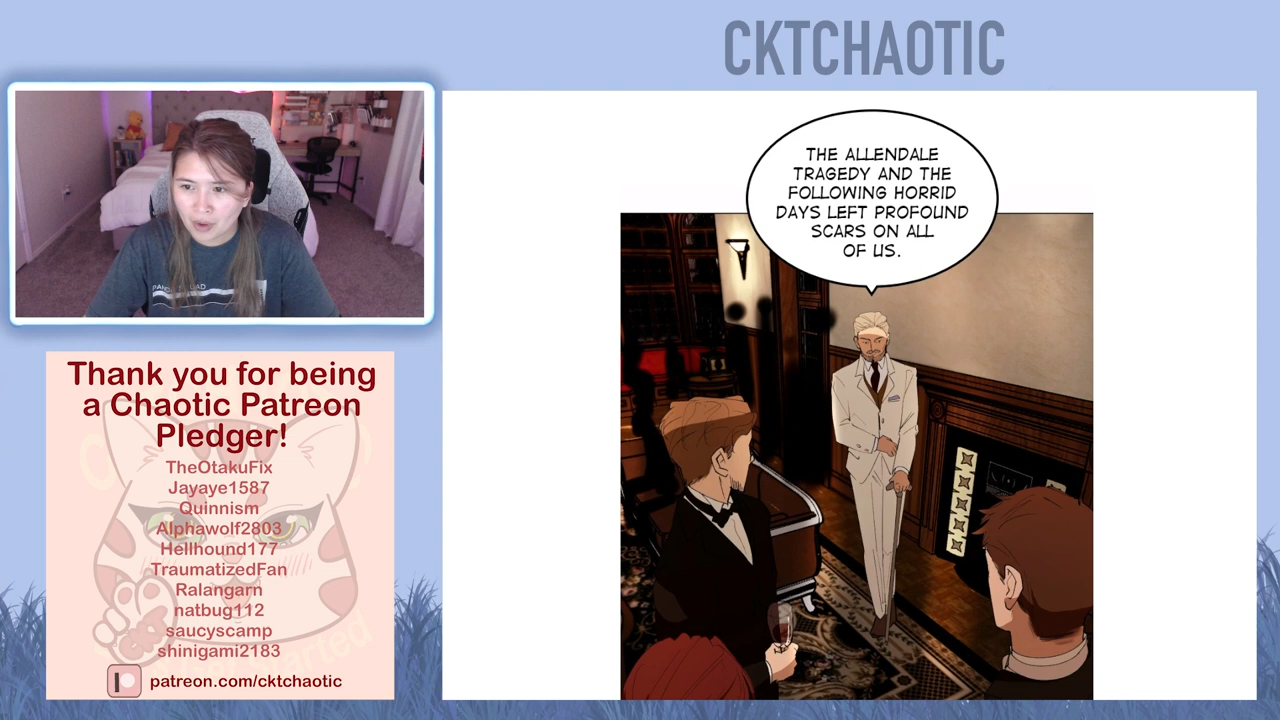 CKTCHAOTIC
THE ALLENDALE
TRAGEDY AND THE
FOLLOWING HORRID
DAYS LEFT PROFOUND
SCARS ON ALL
OF US.
Thank you for being
a Chaotic Patreon
Pledger!
TheOtakuFix
Jayaye1587
Quinnism
Alphawolf2803
Hellhound177
TraumatizedFan
Ralangarn
natbug112
saucyscamp
shinigami2183
patreon.com/cktchaotic